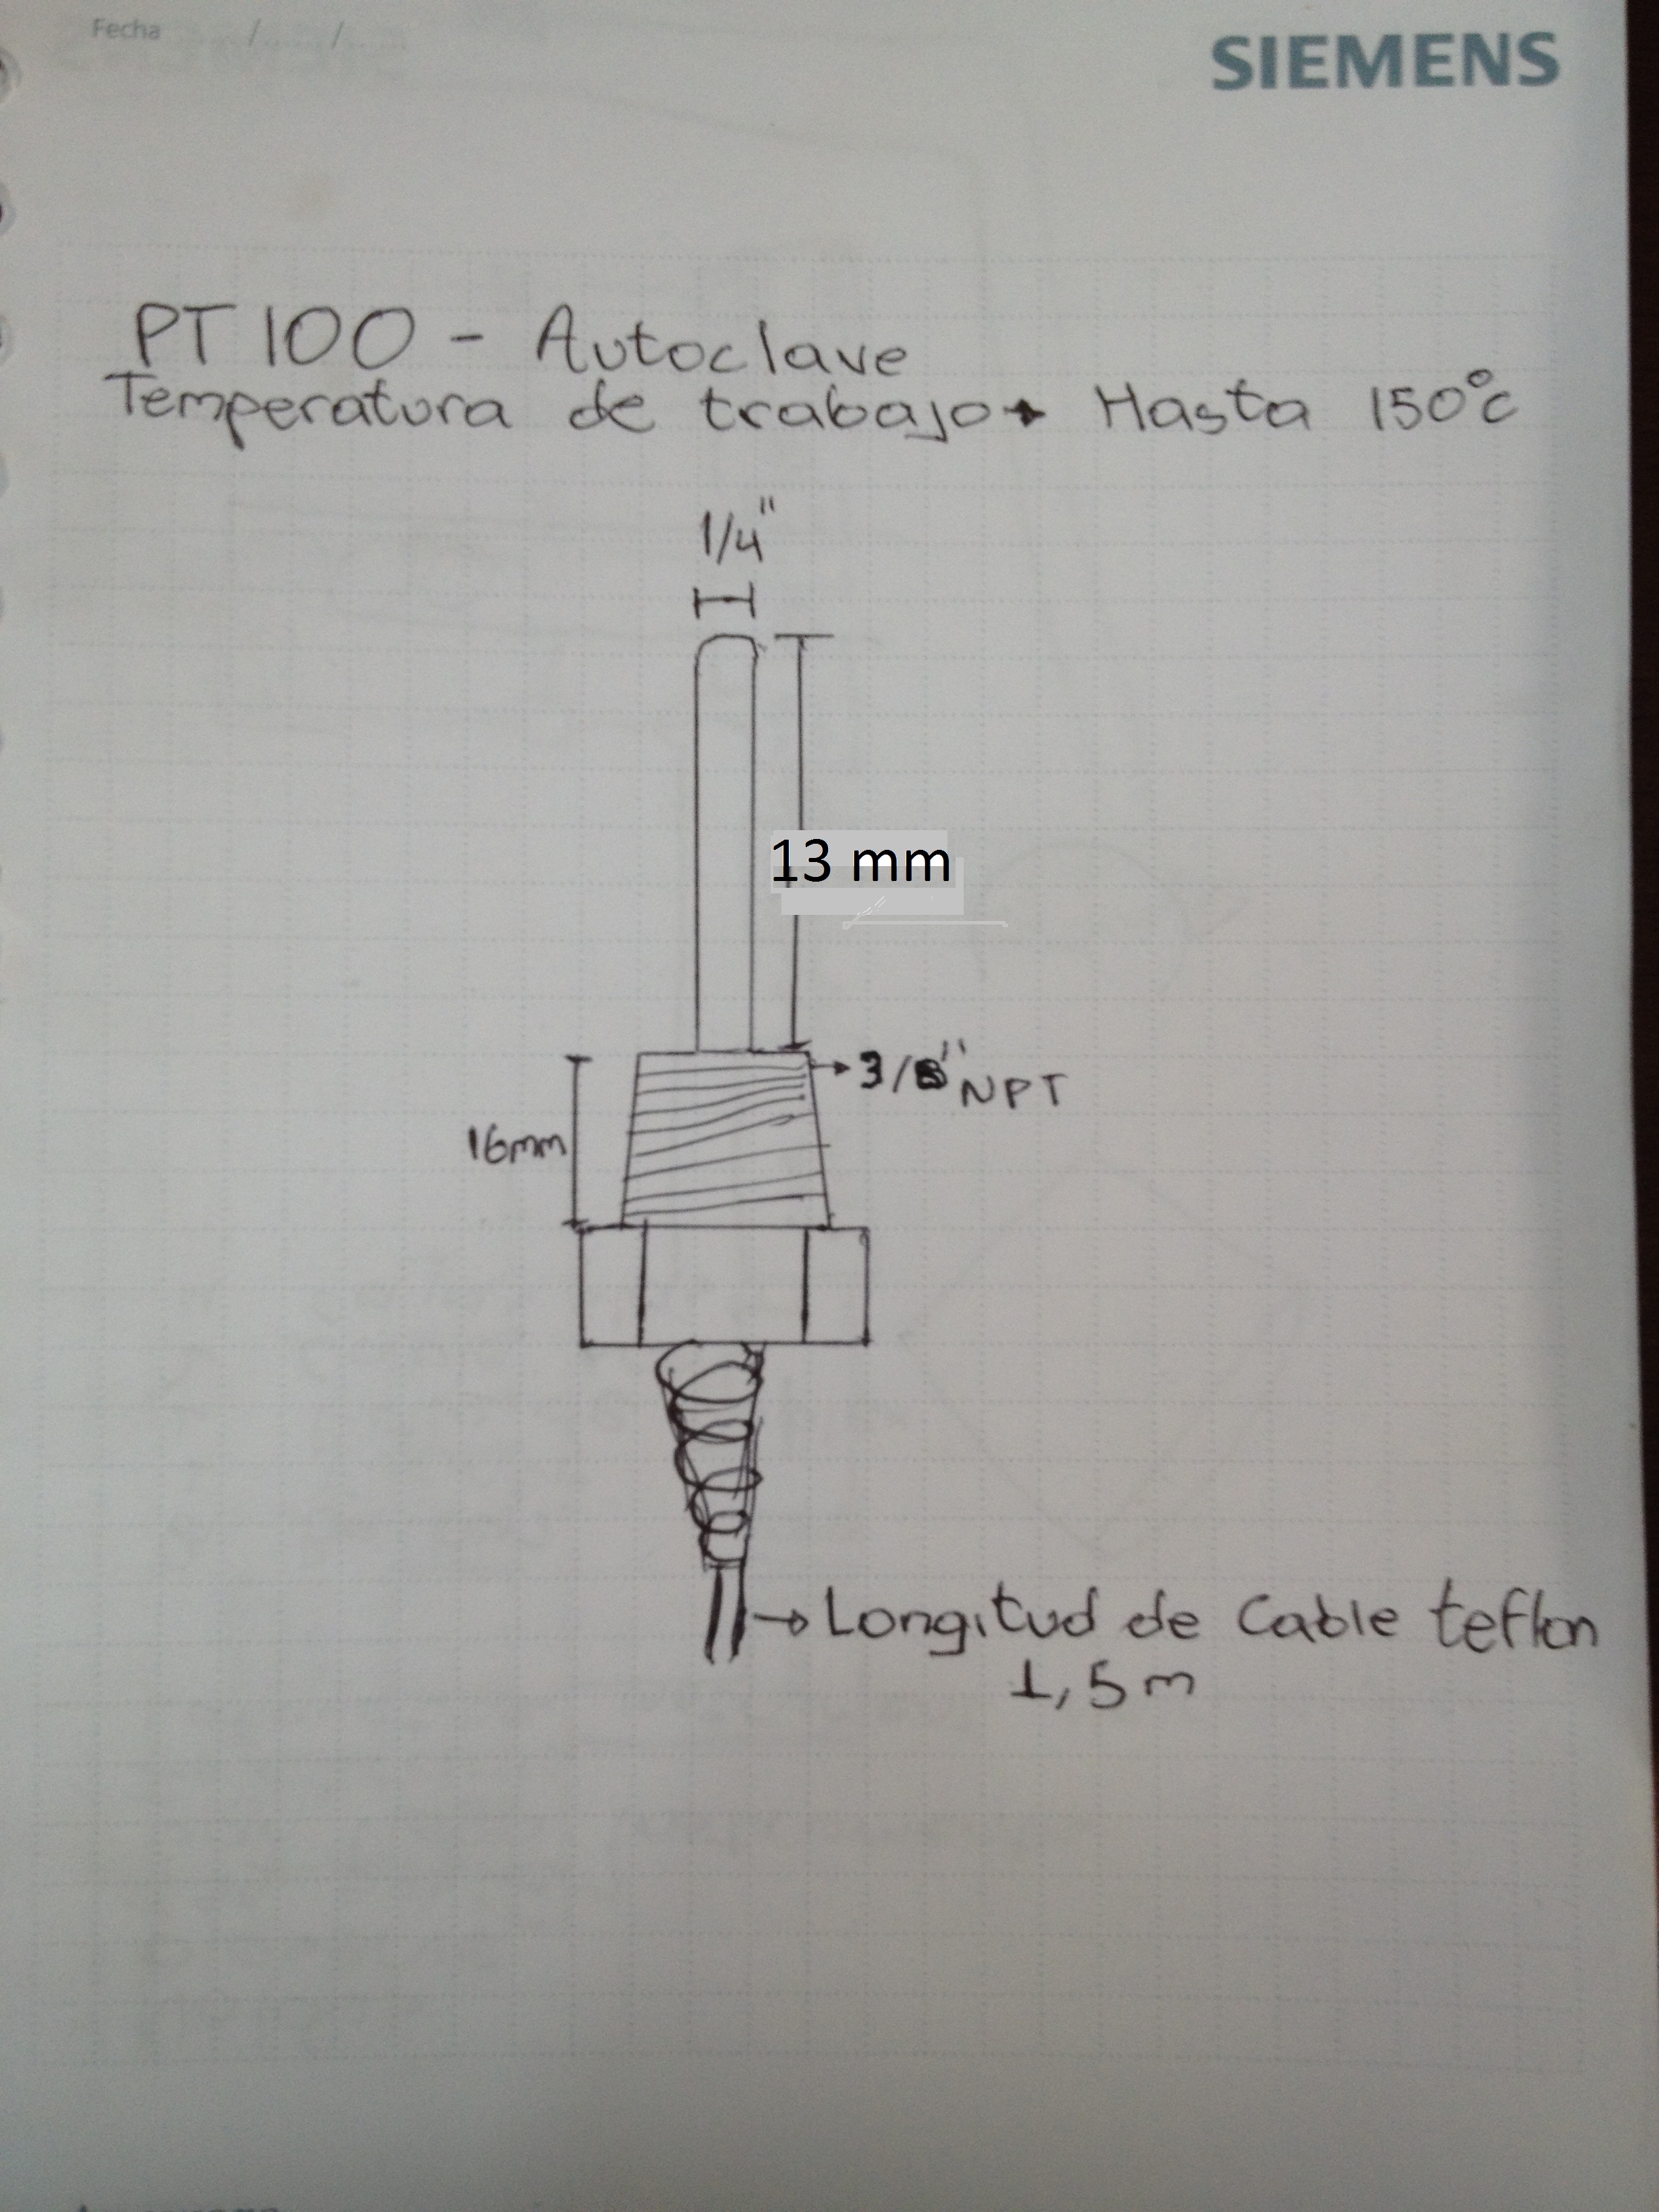 Fecha / /
SIEMENS
PT 100 - Autoclave
Temperatura de trabajo → Hasta 150°c
1/4"
13 mm
→ 3/8" NPT
16mm
→ Longitud de Cable teflon
1,5 m